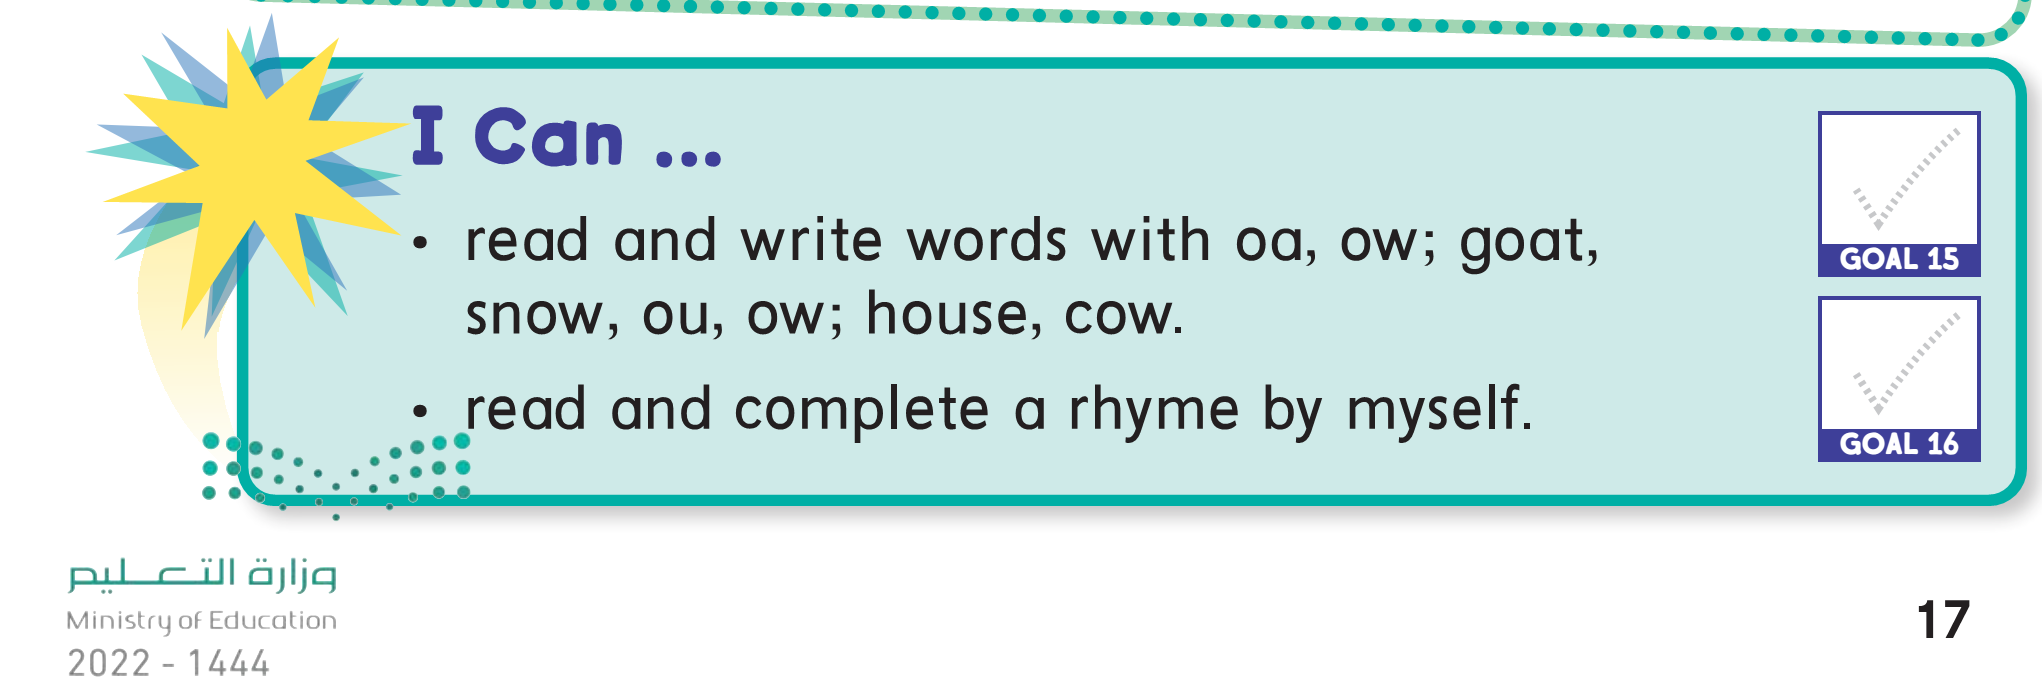 I Can ...
• read and write words with oa, ow; goat,
snow, ou, ow; house, cow.
GOAL 15
• read and complete a rhyme by myself.
GOAL 16
وزارة التعليم
Ministry of Education
2022 - 1444
17